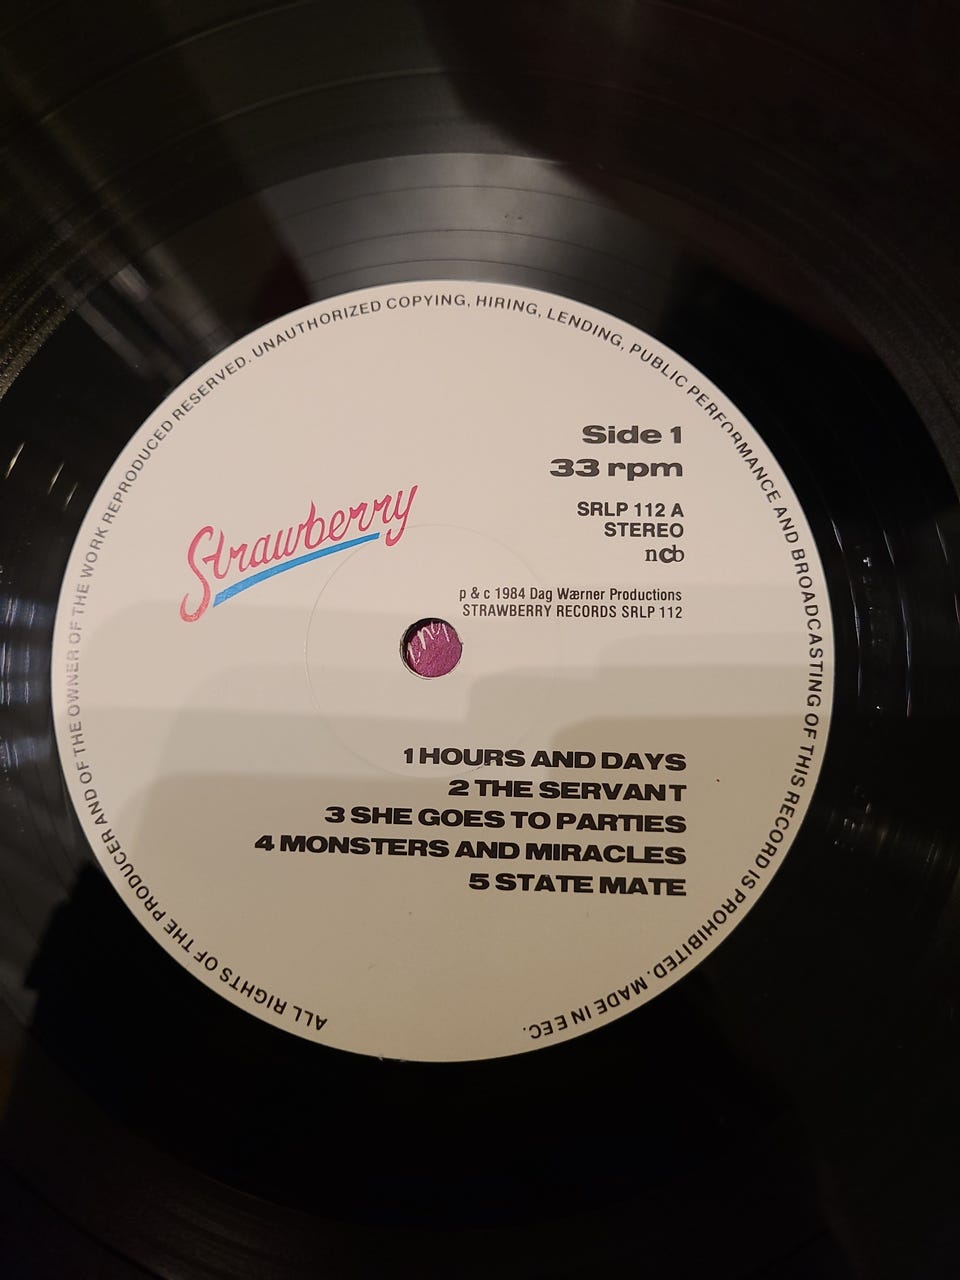 ALL RIGHTS OF THE PRODUCER AND OF THE OWNER OF THE WORK REPRODUCED RESERVED. UNAUTHORIZED COPYING, HIRING, LENDING, PUBLIC PERFORMANCE AND BROADCASTING OF THIS RECORD IS PROHIBITED. MADE IN EEC.
Side 1
33 rpm
Strawberry
SRLP 112 A
STEREO
ncb
p & c 1984 Dag Wærner Productions
STRAWBERRY RECORDS SRLP 112
1 HOURS AND DAYS
2 THE SERVANT
3 SHE GOES TO PARTIES
4 MONSTERS AND MIRACLES
5 STATE MATE